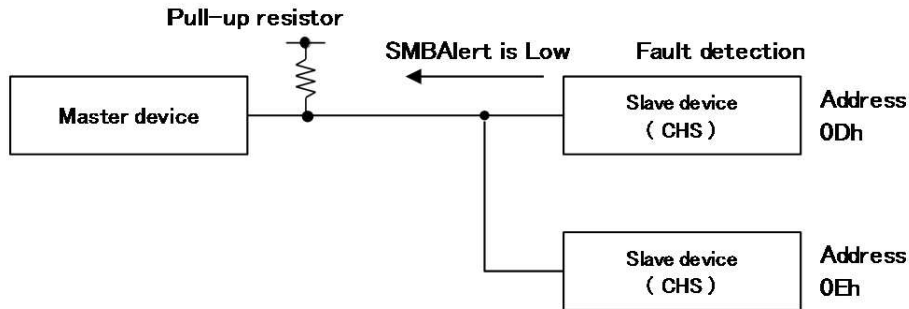 Pull-up resistor
SMBAlert is Low
Fault detection
Master device
Slave device
( CHS )
Address
0Dh
Slave device
( CHS )
Address
0Eh